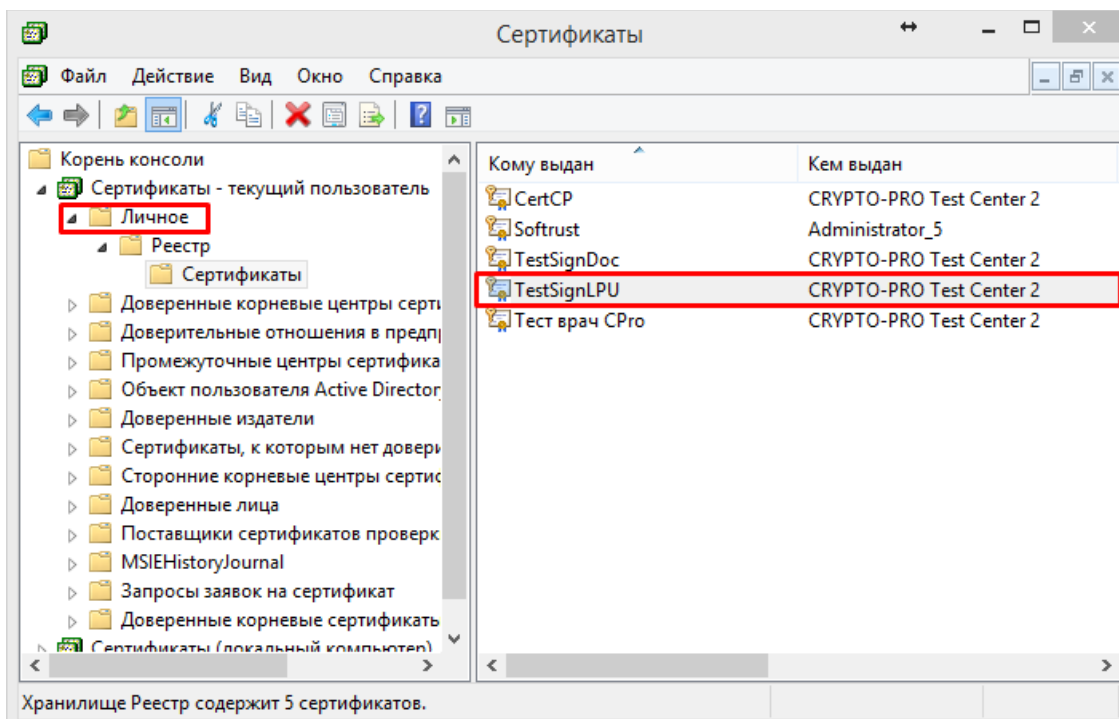 Сертификаты
Файл Действие Вид Окно Справка
Корень консоли
Сертификаты - текущий пользователь
Личное
Реестр
Сертификаты
Доверенные корневые центры серти
Доверительные отношения в предпр
Промежуточные центры сертифика
Объект пользователя Active Director
Доверенные издатели
Сертификаты, к которым нет довери
Сторонние корневые центры сертис
Доверенные лица
Поставщики сертификатов проверк
MSIEHistoryJournal
Запросы заявок на сертификат
Доверенные корневые сертификать
Сертификаты (локальный компьютер)
Кому выдан Кем выдан
CertCP CRYPTO-PRO Test Center 2
Softrust Administrator_5
TestSignDoc CRYPTO-PRO Test Center 2
TestSignLPU CRYPTO-PRO Test Center 2
Тест врач CPro CRYPTO-PRO Test Center 2
Хранилище Реестр содержит 5 сертификатов.